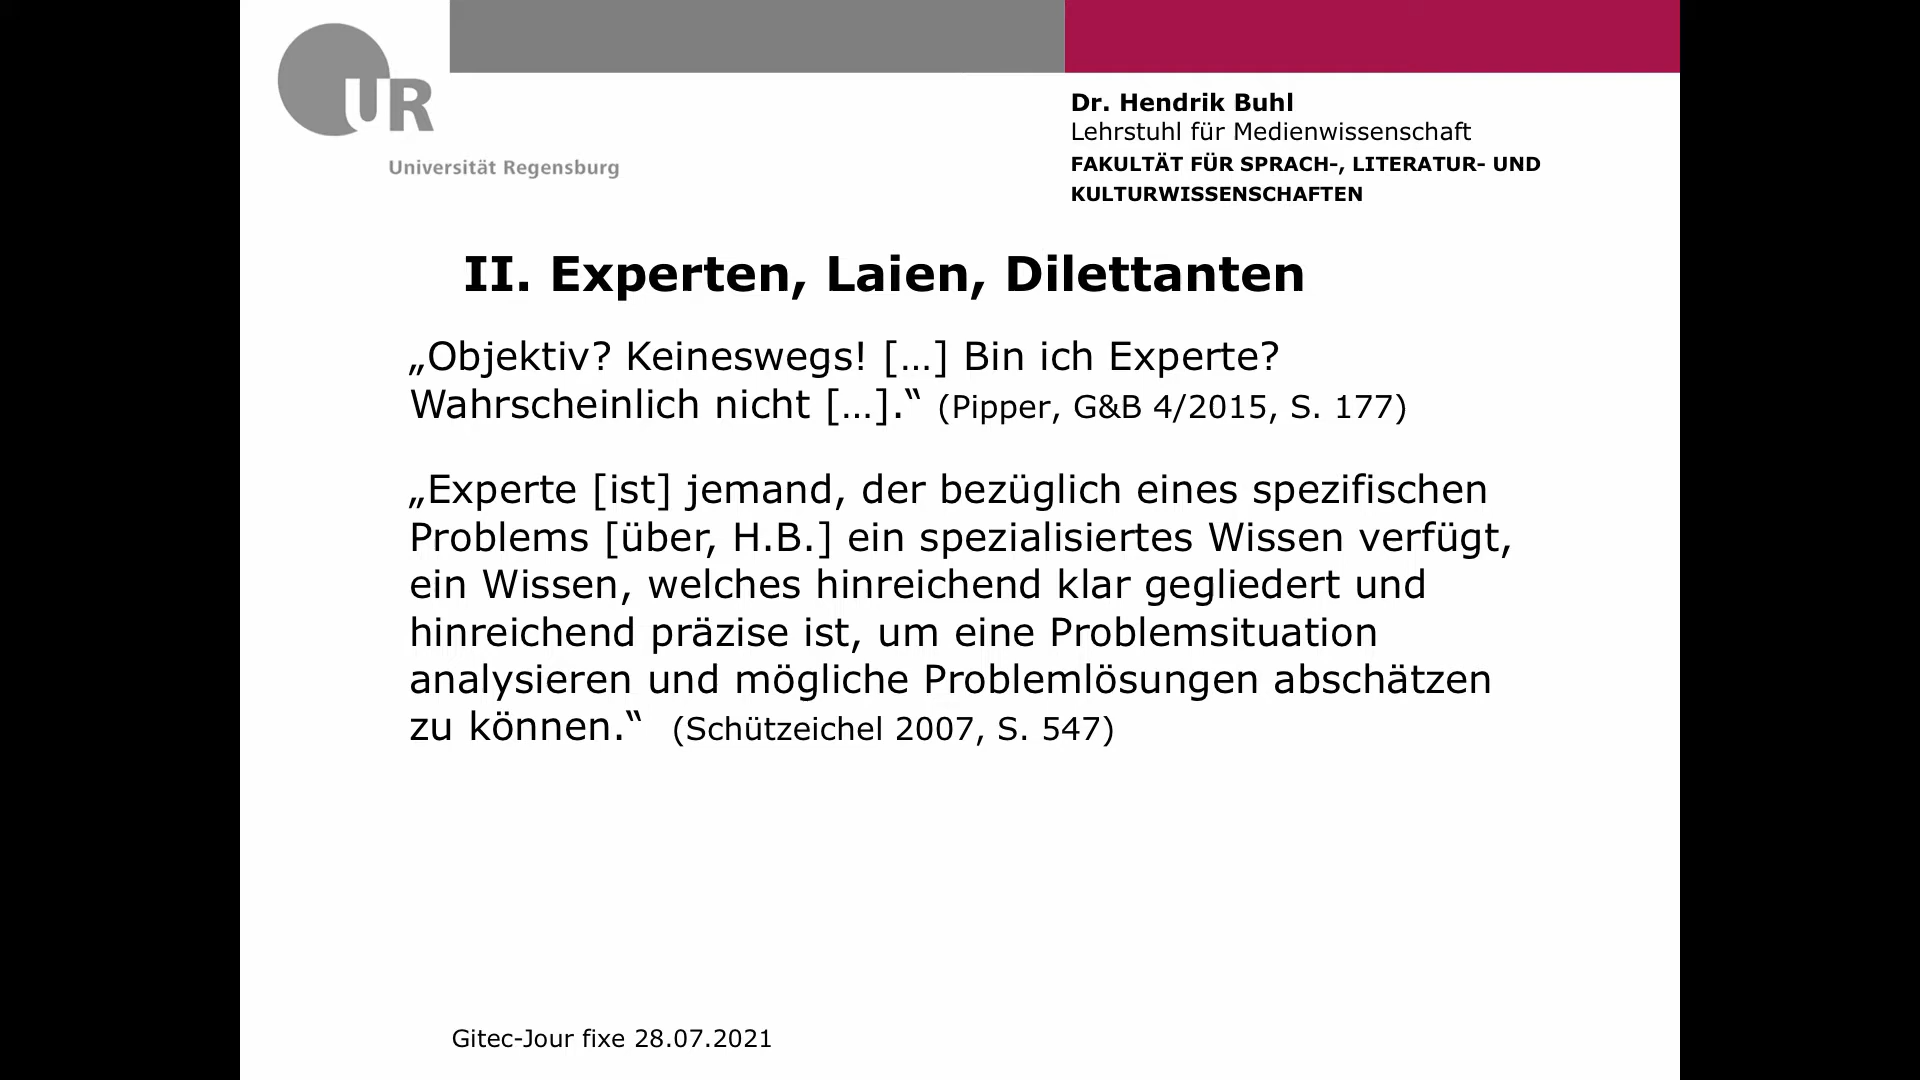 UR
Universität Regensburg
Dr. Hendrik Buhl
Lehrstuhl für Medienwissenschaft
FAKULTÄT FÜR SPRACH-, LITERATUR- UND
KULTURWISSENSCHAFTEN
II. Experten, Laien, Dilettanten
„Objektiv? Keineswegs! […] Bin ich Experte?
Wahrscheinlich nicht […].“ (Pipper, G&B 4/2015, S. 177)
„Experte [ist] jemand, der bezüglich eines spezifischen
Problems [über, H.B.] ein spezialisiertes Wissen verfügt,
ein Wissen, welches hinreichend klar gegliedert und
hinreichend präzise ist, um eine Problemsituation
analysieren und mögliche Problemlösungen abschätzen
zu können.“ (Schützeichel 2007, S. 547)
Gitec-Jour fixe 28.07.2021